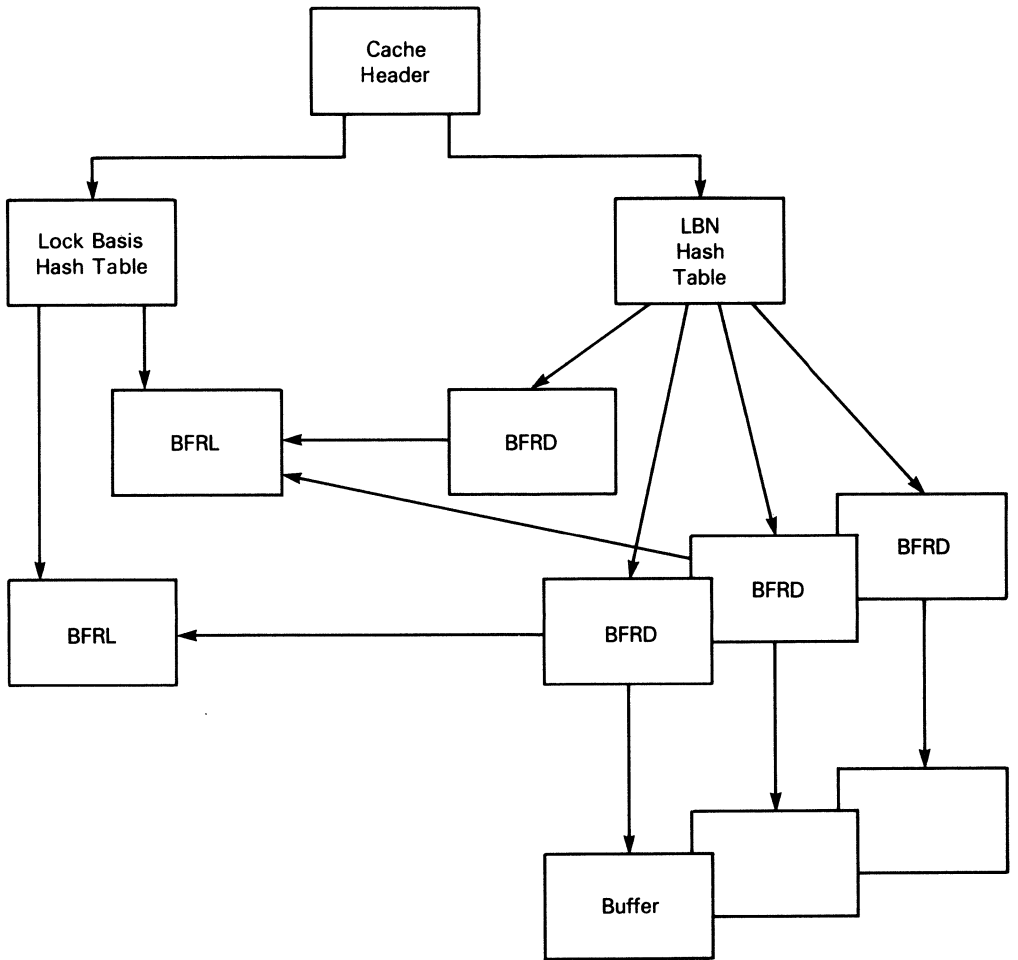 Cache
Header
Lock Basis
Hash Table
LBN
Hash
Table
BFRL
BFRD
BFRD
BFRD
BFRL
BFRD
Buffer